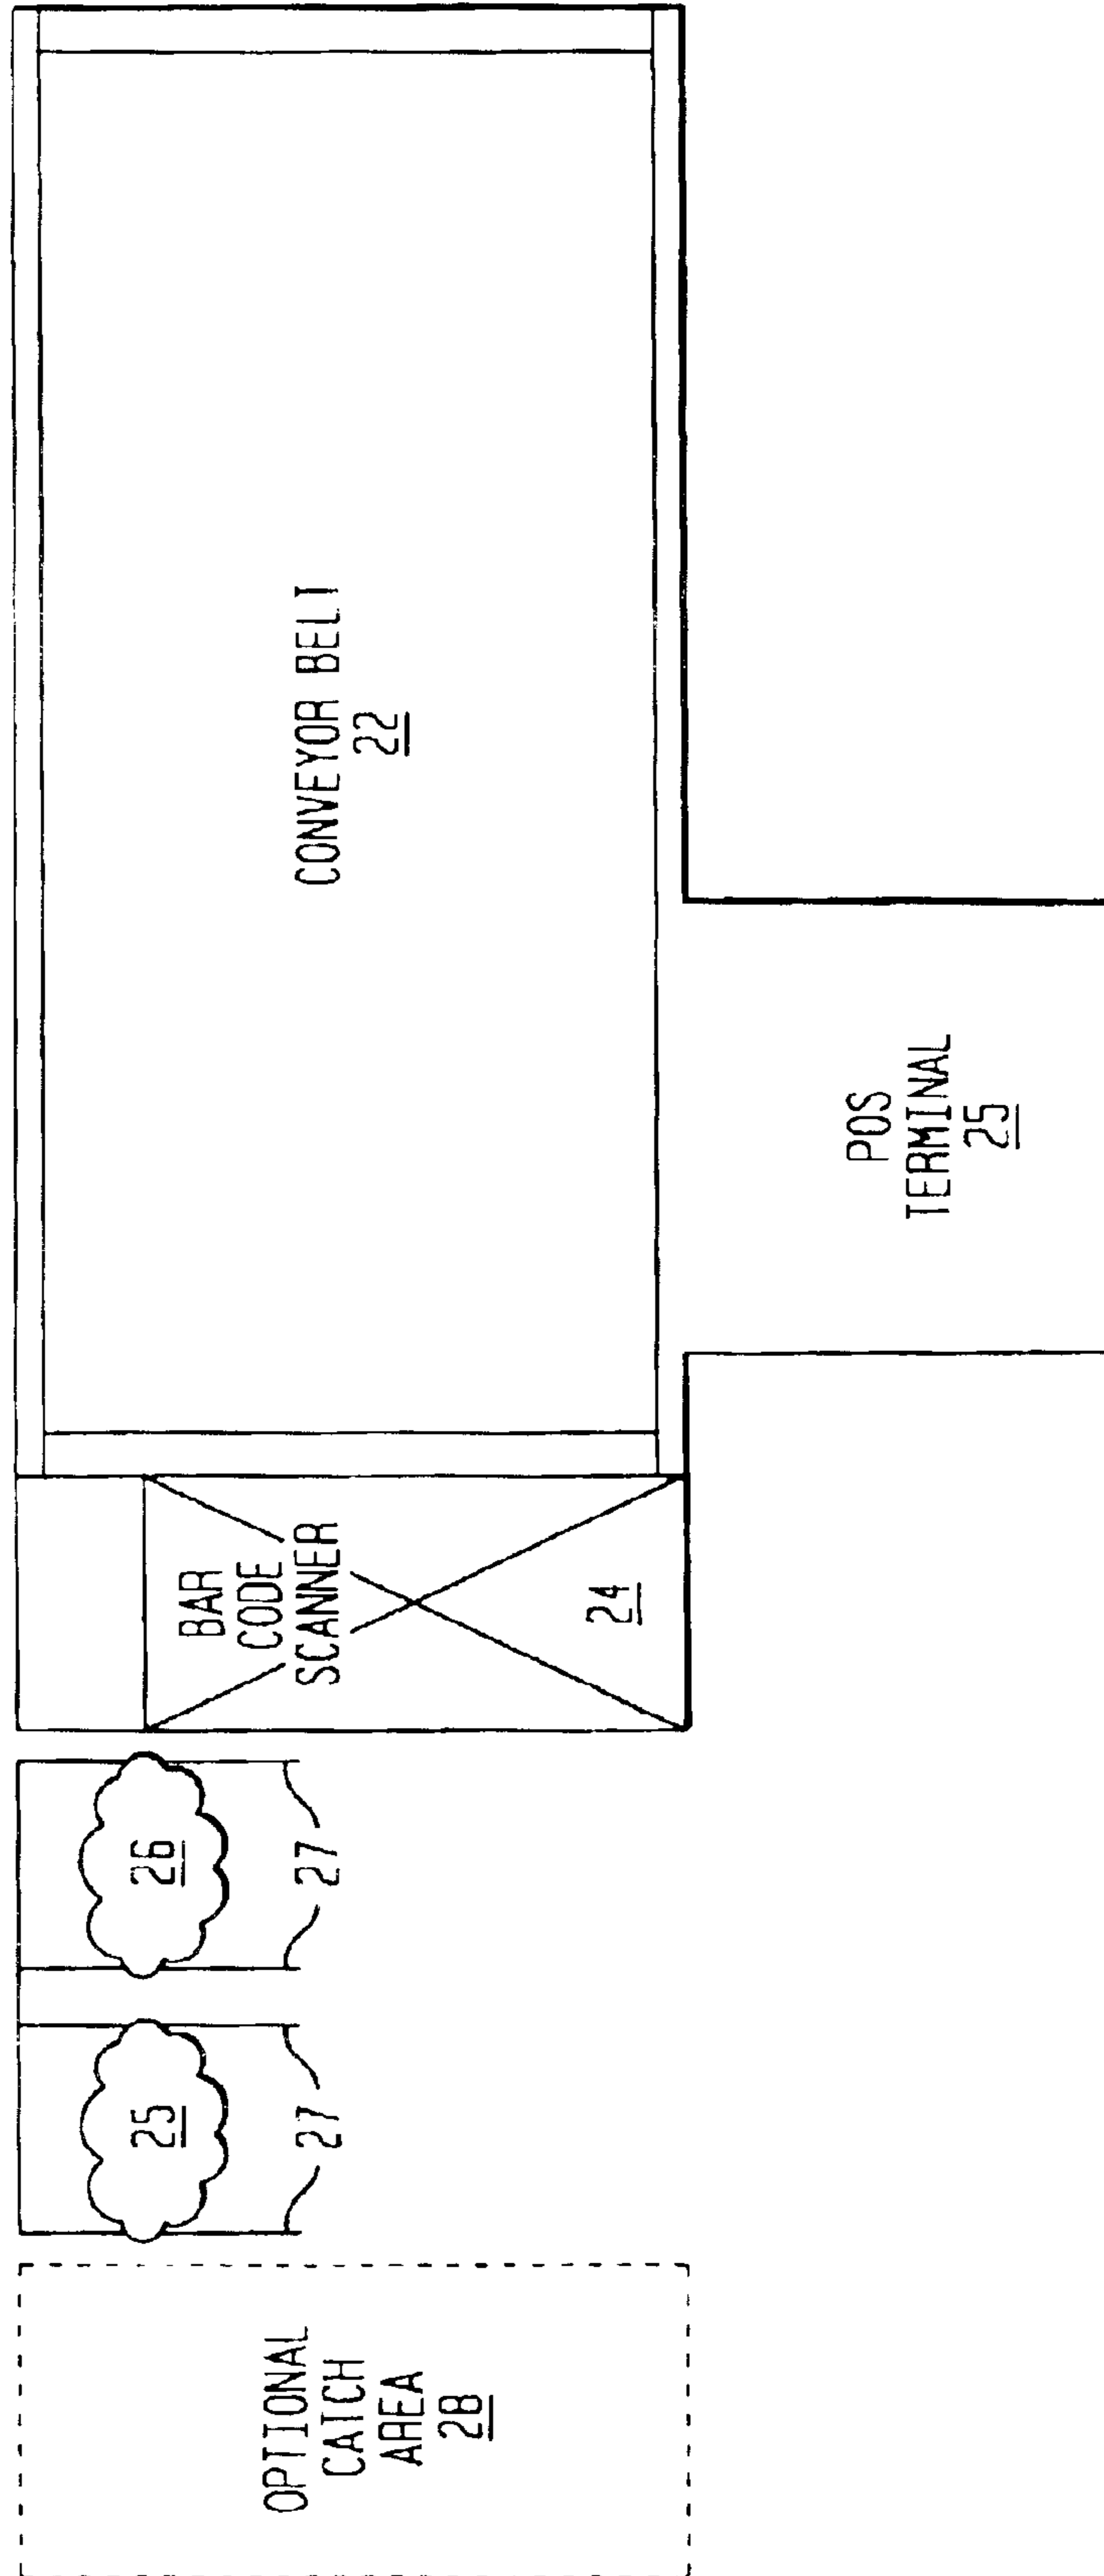 CONVEYOR BELT
22
POS
TERMINAL
25
BAR
CODE
SCANNER
24
26
27
25
27
OPTIONAL
CATCH
AREA
28